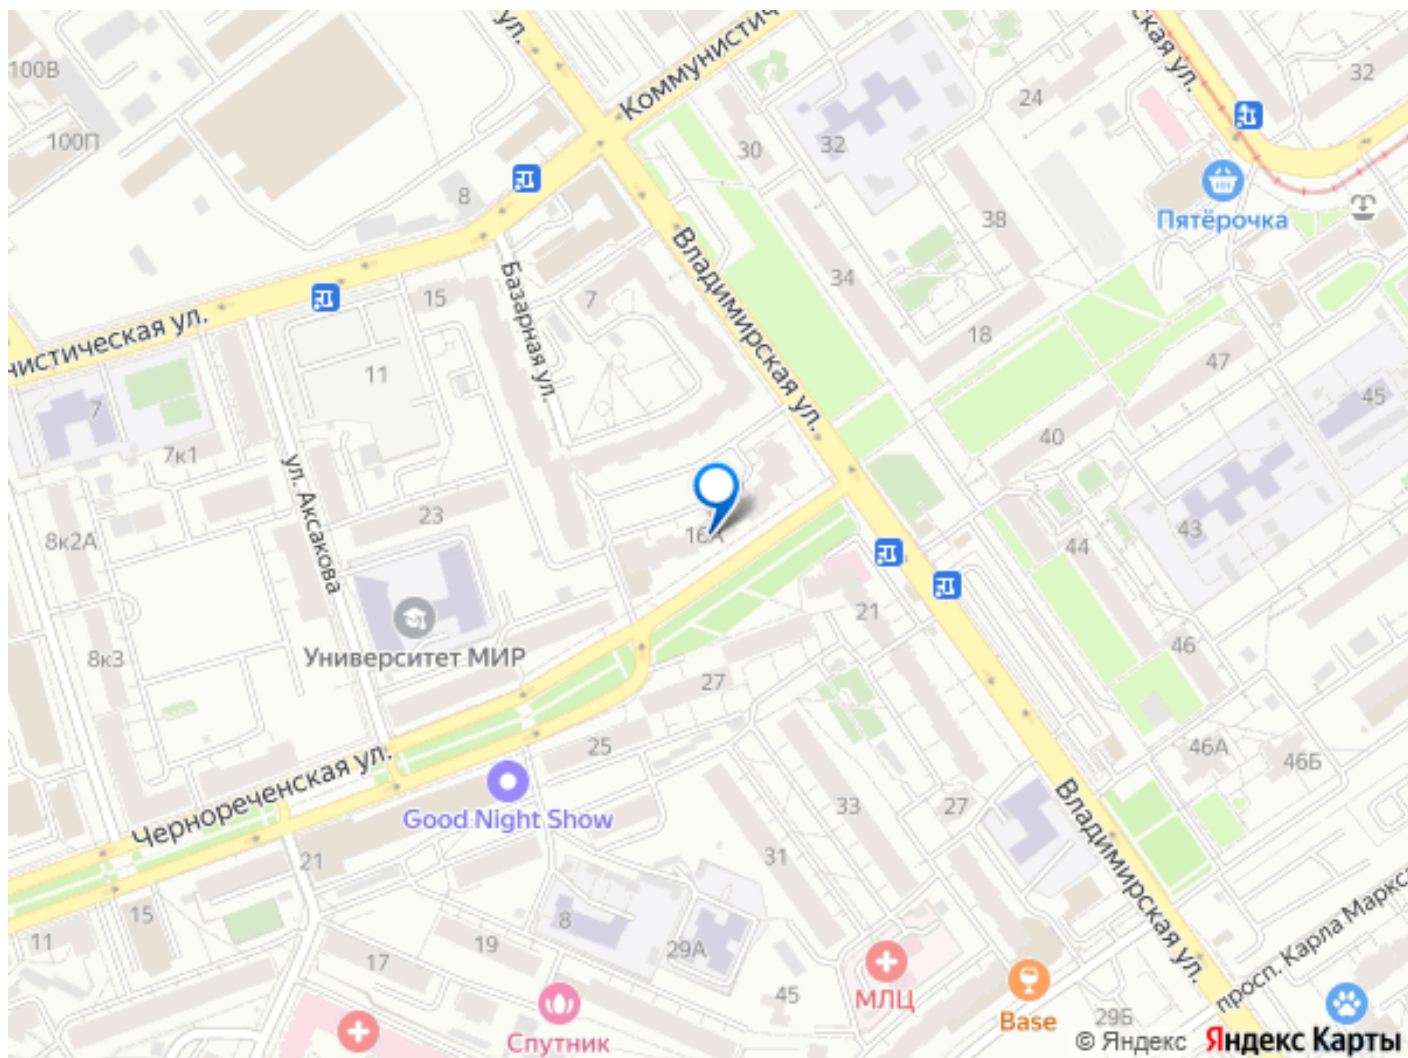 ул.
Коммунистич
ская ул.
100В
32
24
100П
30
32
8
38
Пятёрочка
Владимирская ул.
Базарная ул.
34
15
7
нистическая ул.
18
47
11
7
45
40
7к1
ул. Аксакова
23
43
8к2А
16А
44
21
Университет МИР
8к3
46
27
25
46А
46Б
Чернореченская ул.
Good Night Show
33
27
Владимирская ул.
21
31
15
8
11
19
29А
17
просп. Карла Маркса
45
МЛЦ
29Б
Base
Спутник
© Яндекс Яндекс Карты